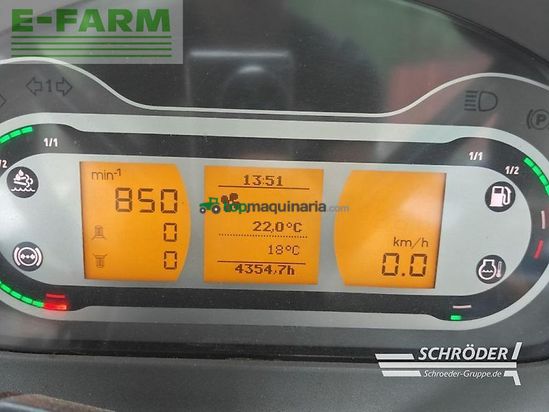 E-FARM
1
1/1
1/2
1/1
1/2
min⁻¹
850
0
0
13:51
topmaquinaria.com
22,0°C
18°C
4354,7h
km/h
0.0
P
SCHRÖDER
Schroeder-Gruppe.de